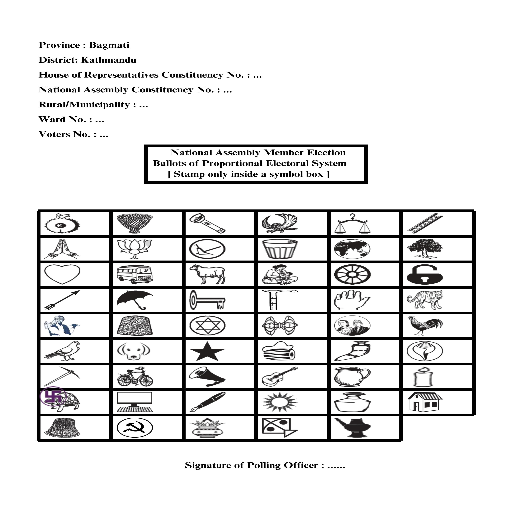 Province : Bagmati
District: Kathmandu
House of Representatives Constituency No. : ...
National Assembly Constituency No. : ...
Rural/Municipality : ...
Ward No. : ...
Voters No. : ...
National Assembly Member Election
Ballots of Proportional Electoral System
[ Stamp only inside a symbol box ]
Signature of Polling Officer : ......